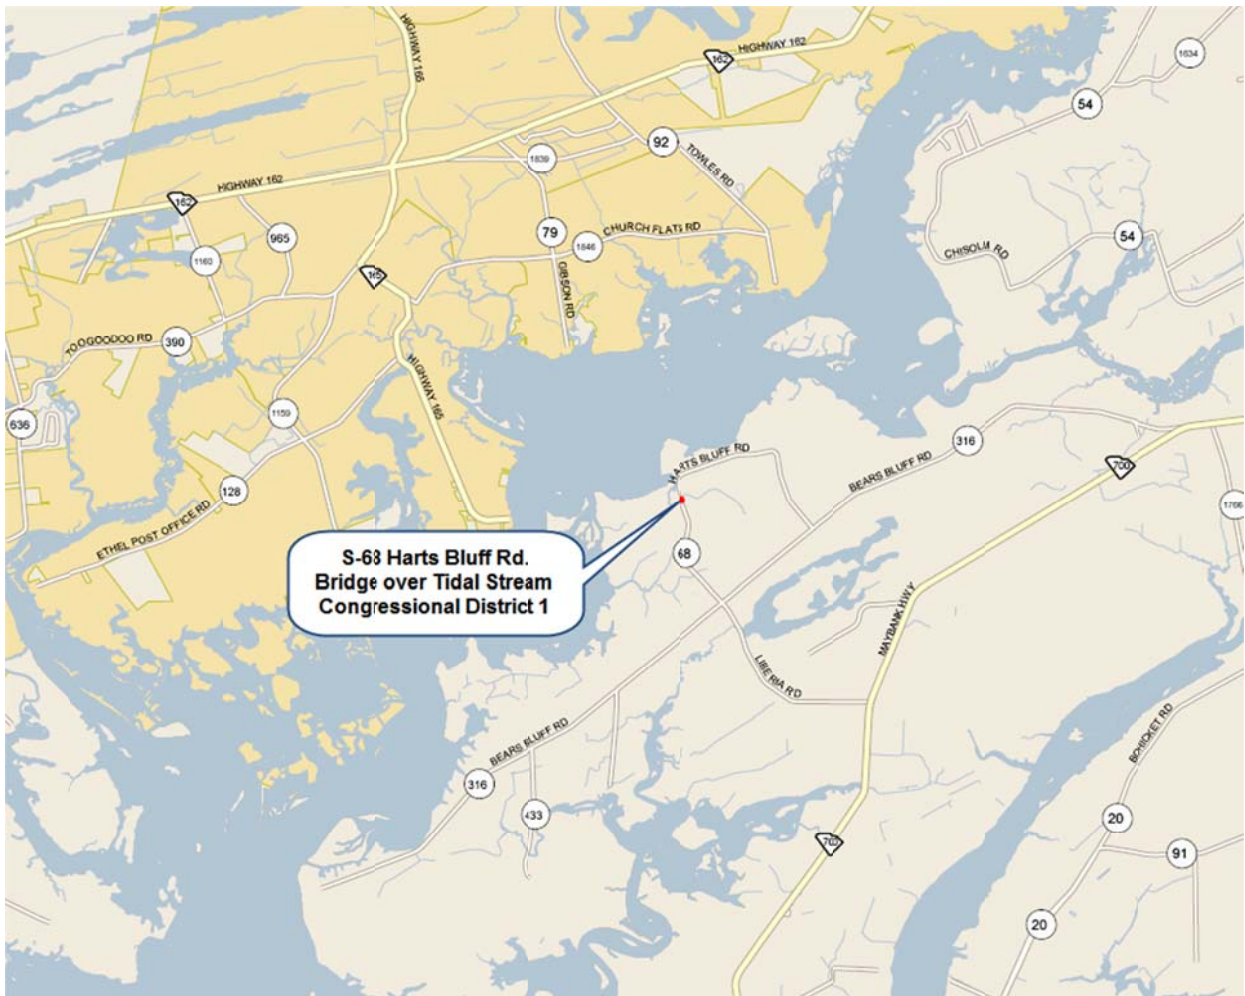 HIGHWAY 165
162
HIGHWAY 162
1634
54
92
1839
TOWLES RD
HIGHWAY 162
162
79
CHURCH FLATS RD
965
1846
54
1160
CHISOLM RD
165
GIBSON RD
TOOGOODOO RD
390
HIGHWAY 165
1159
636
316
HARTS BLUFF RD
BEARS BLUFF RD
700
128
1766
ETHEL POST OFFICE RD
S-68 Harts Bluff Rd.
Bridge over Tidal Stream
Congressional District 1
68
MAYBANK HWY
LIBERIA RD
BEARS BLUFF RD
BOHICKET RD
316
433
20
700
91
20